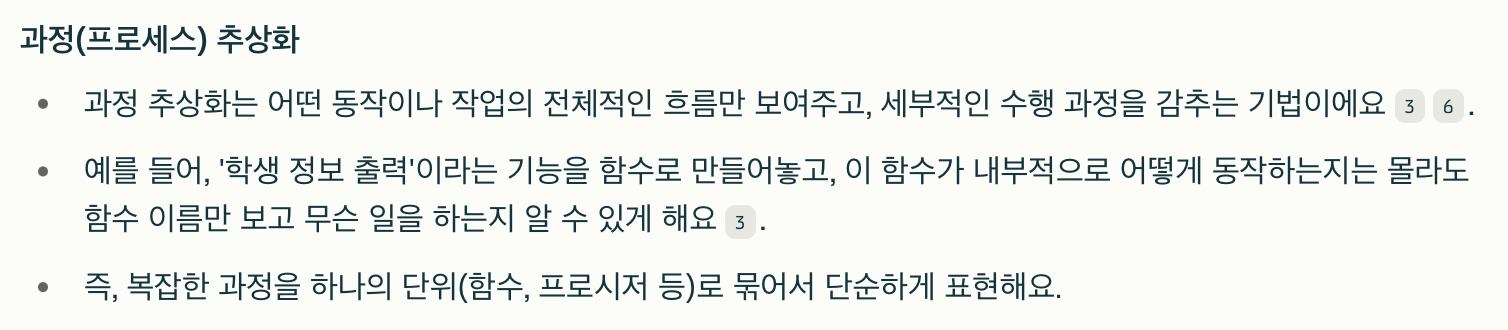 과정(프로세스) 추상화
• 과정 추상화는 어떤 동작이나 작업의 전체적인 흐름만 보여주고, 세부적인 수행 과정을 감추는 기법이에요 3 6 .
• 예를 들어, '학생 정보 출력'이라는 기능을 함수로 만들어놓고, 이 함수가 내부적으로 어떻게 동작하는지는 몰라도
함수 이름만 보고 무슨 일을 하는지 알 수 있게 해요 3 .
• 즉, 복잡한 과정을 하나의 단위(함수, 프로시저 등)로 묶어서 단순하게 표현해요.